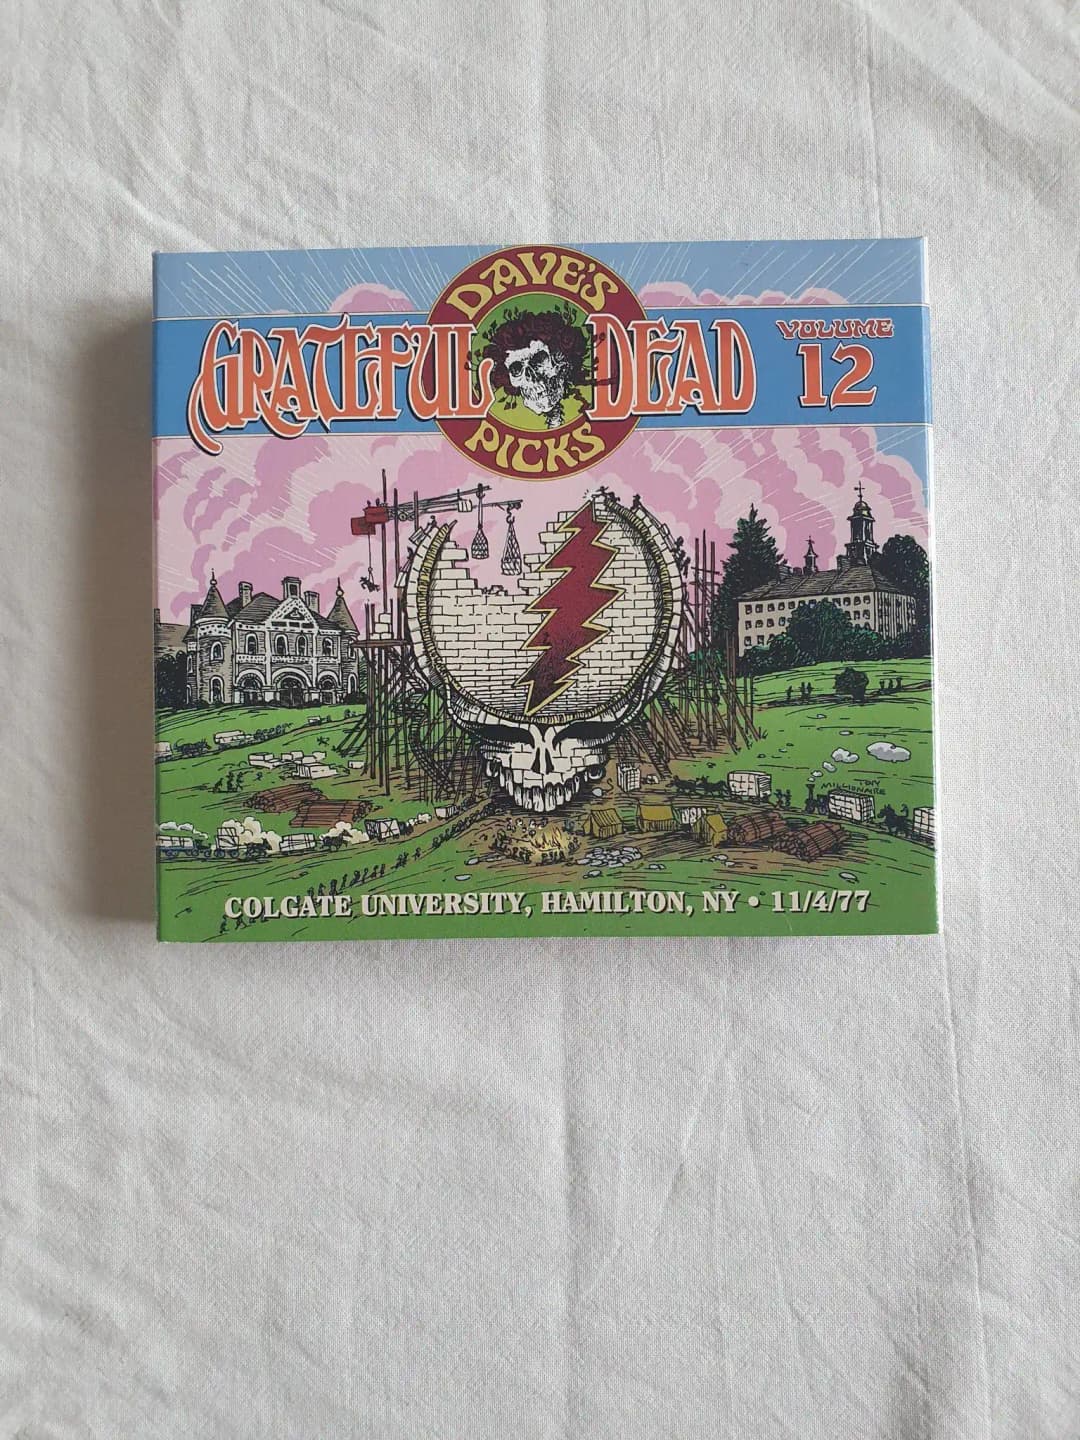 DAVE'S
GRATEFUL DEAD
VOLUME
12
PICKS
TONY
MILLIONAIRE
COLGATE UNIVERSITY, HAMILTON, NY • 11/4/77